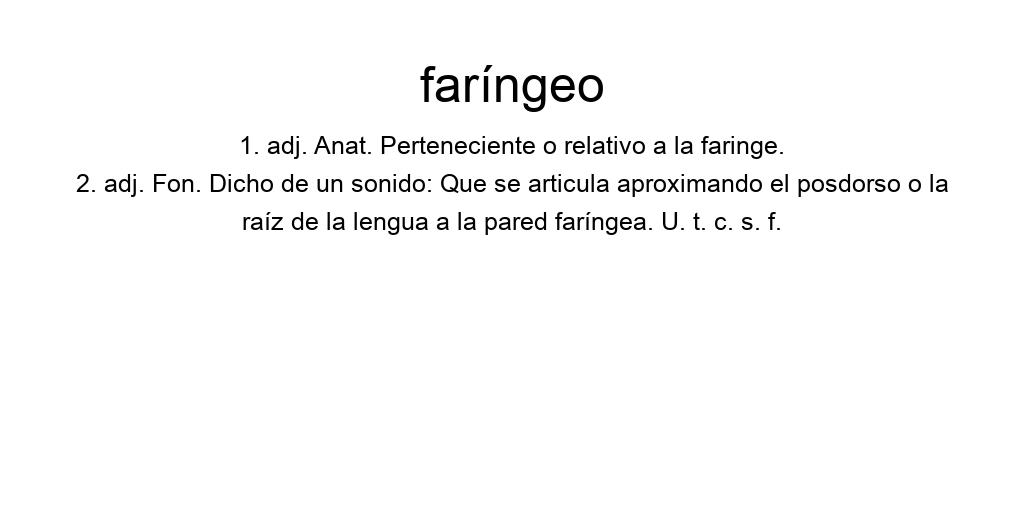 faríngeo
1. adj. Anat. Perteneciente o relativo a la faringe.
2. adj. Fon. Dicho de un sonido: Que se articula aproximando el posdorso o la
raíz de la lengua a la pared faríngea. U. t. c. s. f.